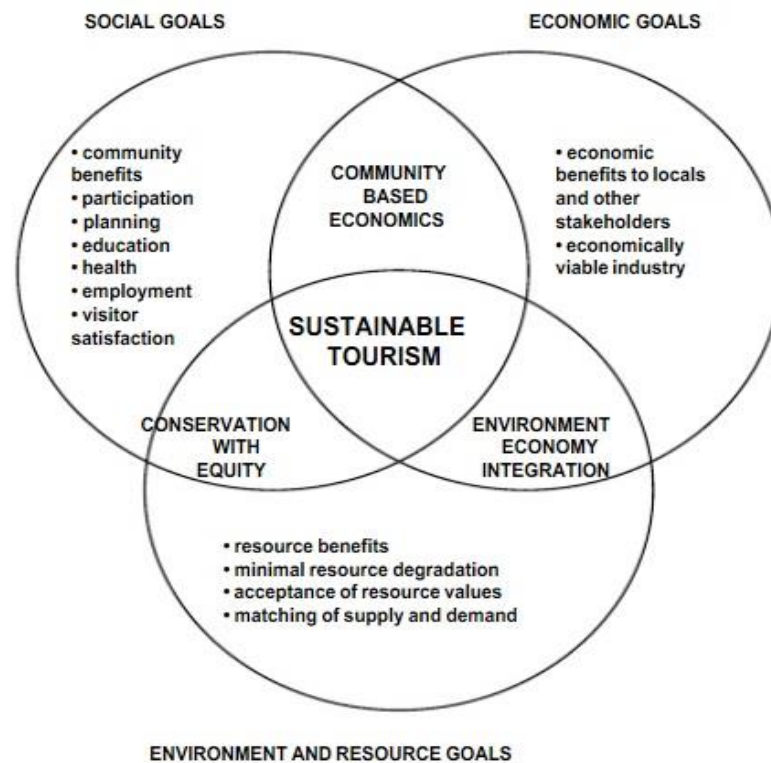 SOCIAL GOALS
ECONOMIC GOALS
• community
benefits
• participation
• planning
• education
• health
• employment
• visitor
satisfaction
COMMUNITY
BASED
ECONOMICS
• economic
benefits to locals
and other
stakeholders
• economically
viable industry
SUSTAINABLE
TOURISM
CONSERVATION
WITH
EQUITY
ENVIRONMENT
ECONOMY
INTEGRATION
• resource benefits
• minimal resource degradation
• acceptance of resource values
• matching of supply and demand
ENVIRONMENT AND RESOURCE GOALS